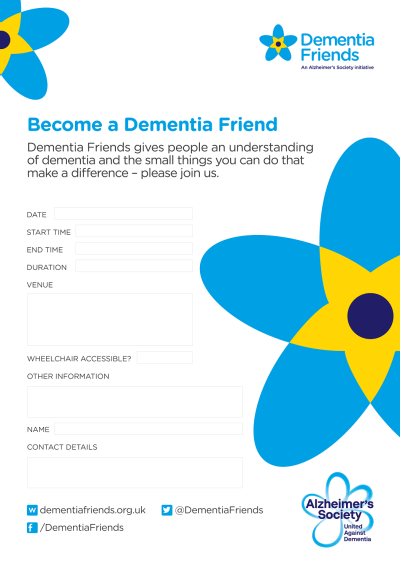 Dementia
Friends
An Alzheimer's Society initiative
Become a Dementia Friend
Dementia Friends gives people an understanding
of dementia and the small things you can do that
make a difference – please join us.
DATE
START TIME
END TIME
DURATION
VENUE
WHEELCHAIR ACCESSIBLE?
OTHER INFORMATION
NAME
CONTACT DETAILS
w dementiafriends.org.uk
@DementiaFriends
f /DementiaFriends
Alzheimer's
Society
United
Against
Dementia